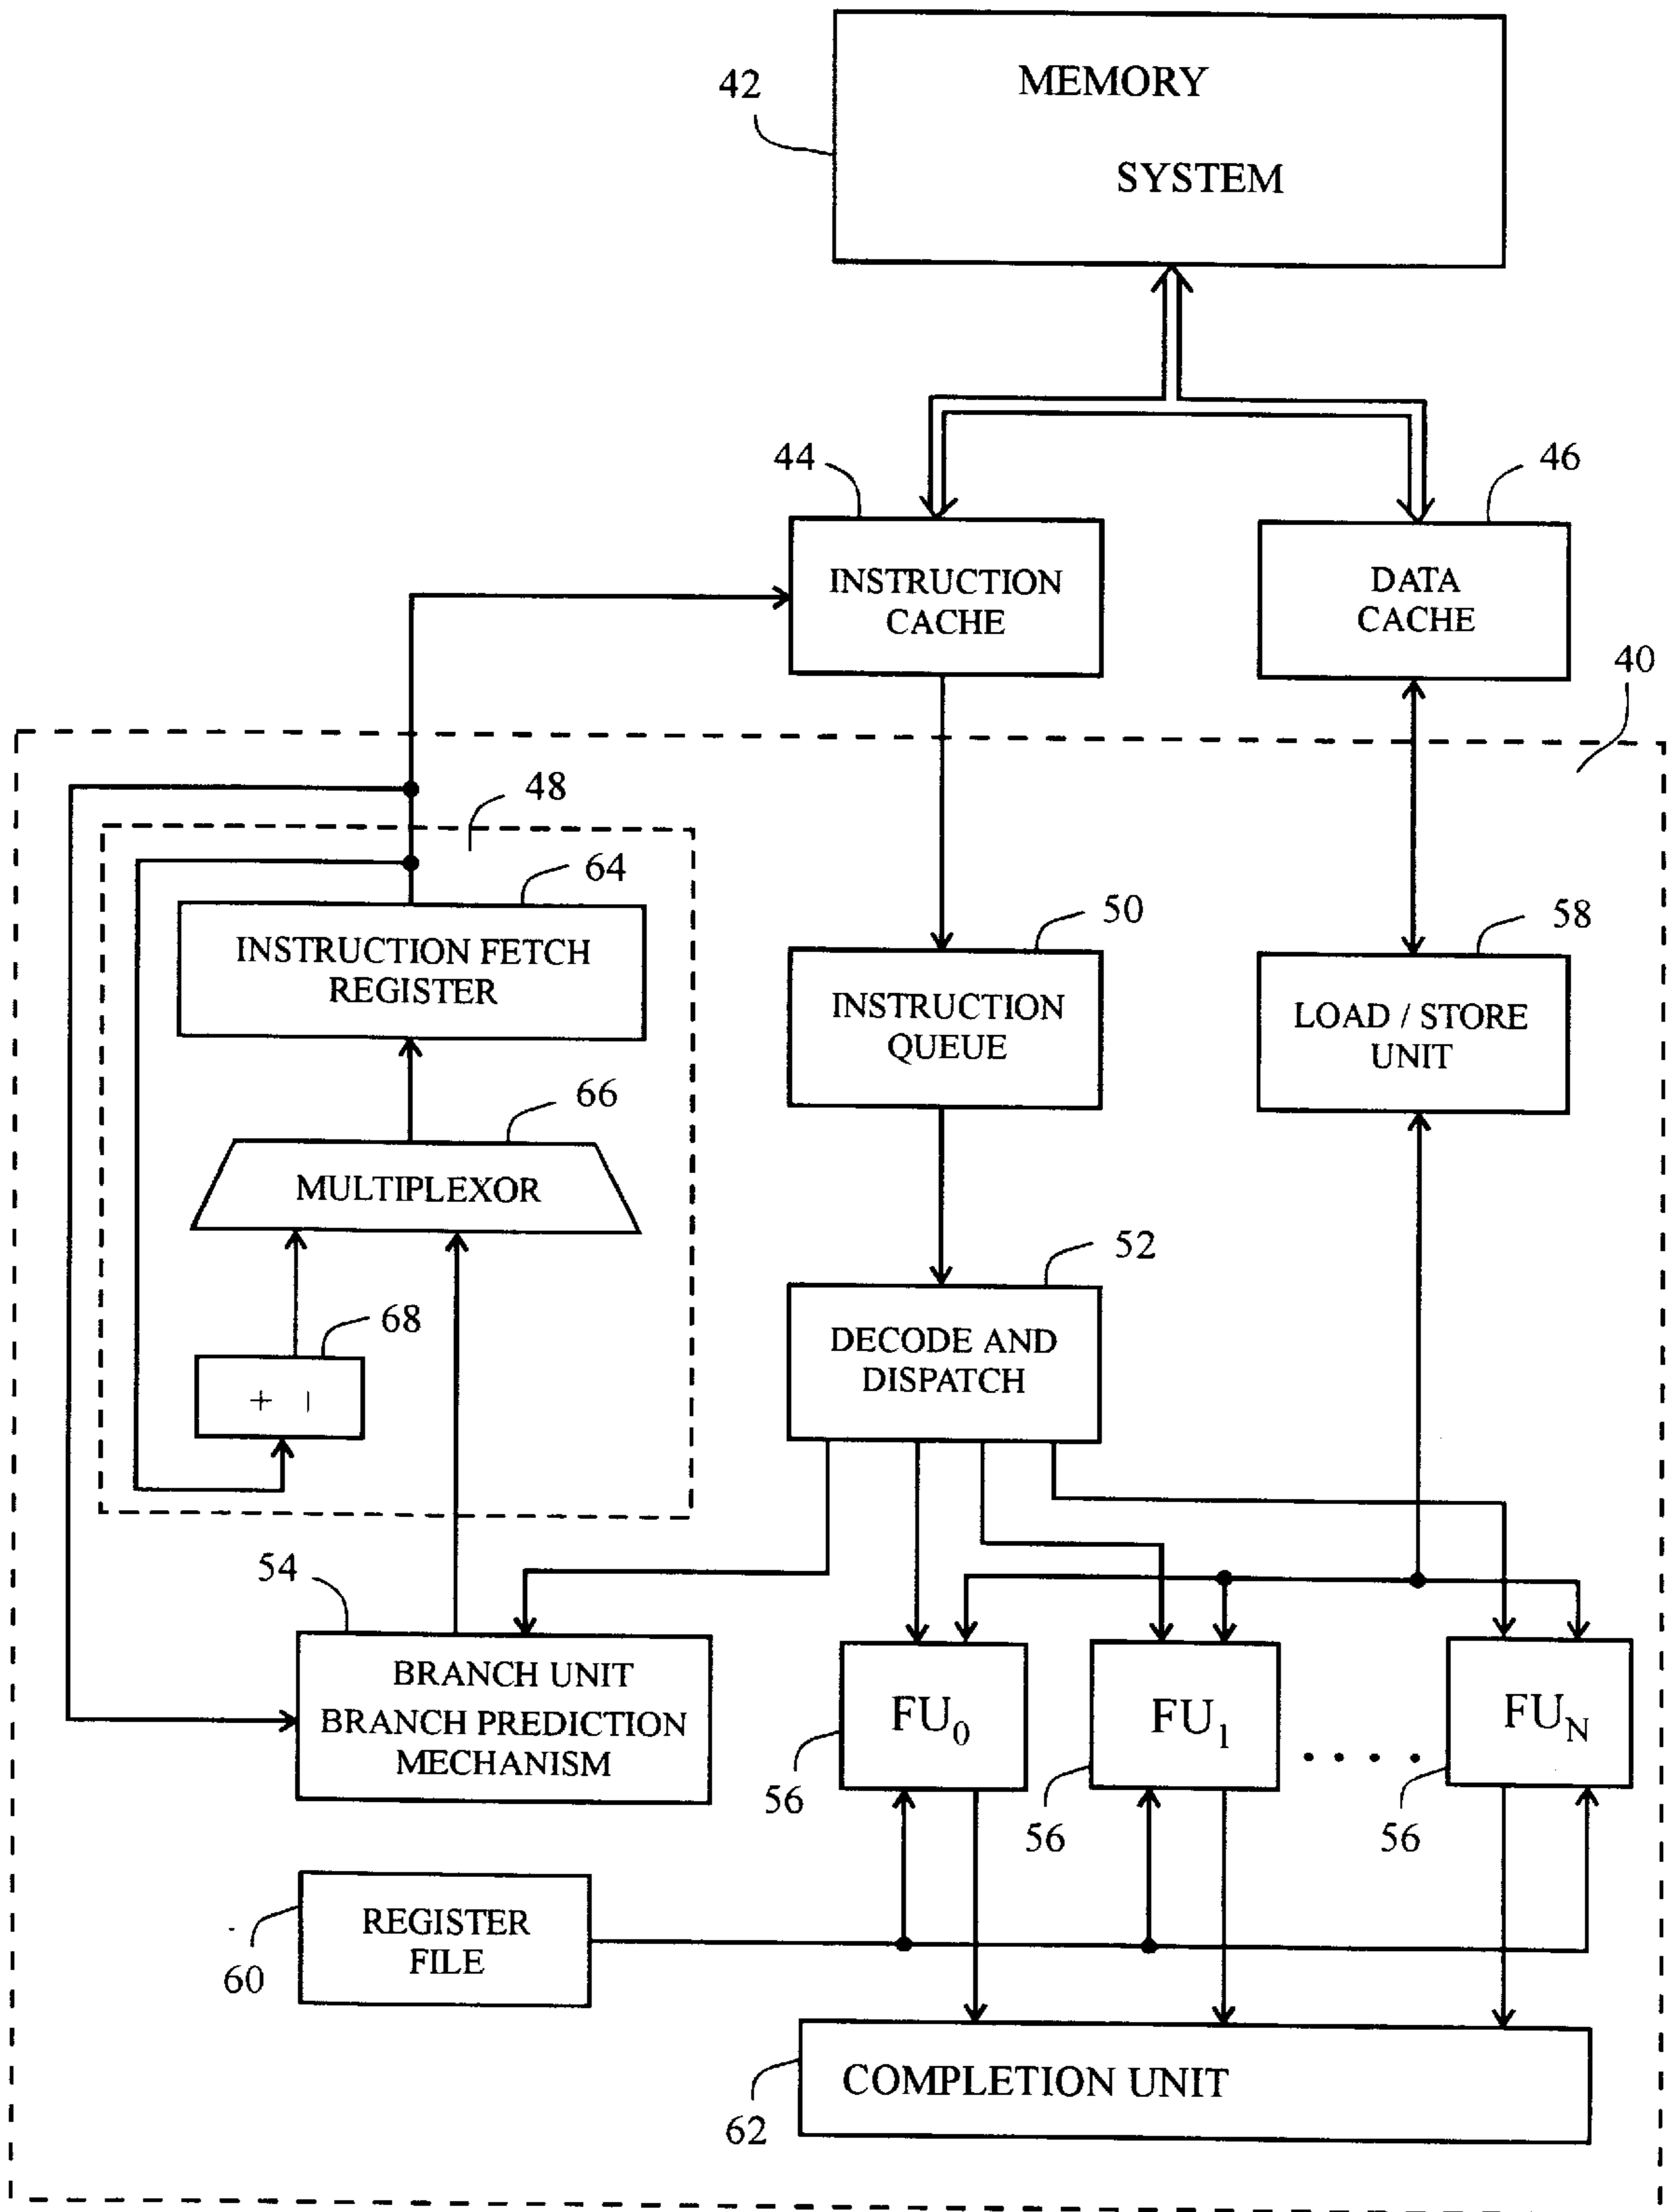 MEMORY
42
SYSTEM
44
46
INSTRUCTION
CACHE
DATA
CACHE
40
48
64
50
58
INSTRUCTION FETCH
REGISTER
INSTRUCTION
QUEUE
LOAD / STORE
UNIT
66
MULTIPLEXOR
52
68
DECODE AND
DISPATCH
+ |
54
BRANCH UNIT
BRANCH PREDICTION
MECHANISM
FU0
FU1
FUN
. . . .
56
56
56
REGISTER
FILE
60
COMPLETION UNIT
62